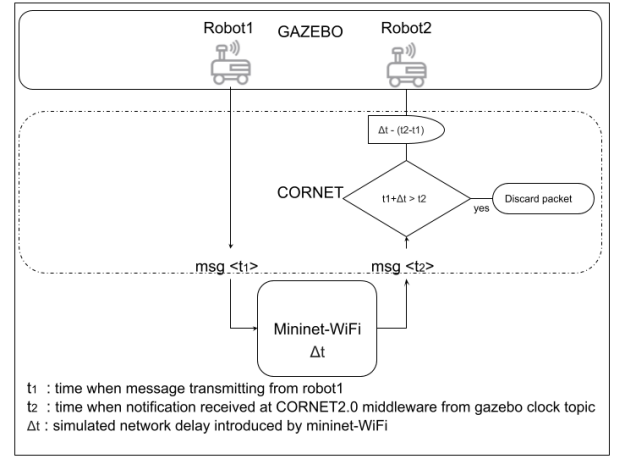 Robot1 GAZEBO Robot2
Δt - (t2-t1)
CORNET
t1+Δt > t2
yes
Discard packet
msg <t1> msg <t2>
Mininet-WiFi
Δt
t1 : time when message transmitting from robot1
t2 : time when notification received at CORNET2.0 middleware from gazebo clock topic
Δt : simulated network delay introduced by mininet-WiFi